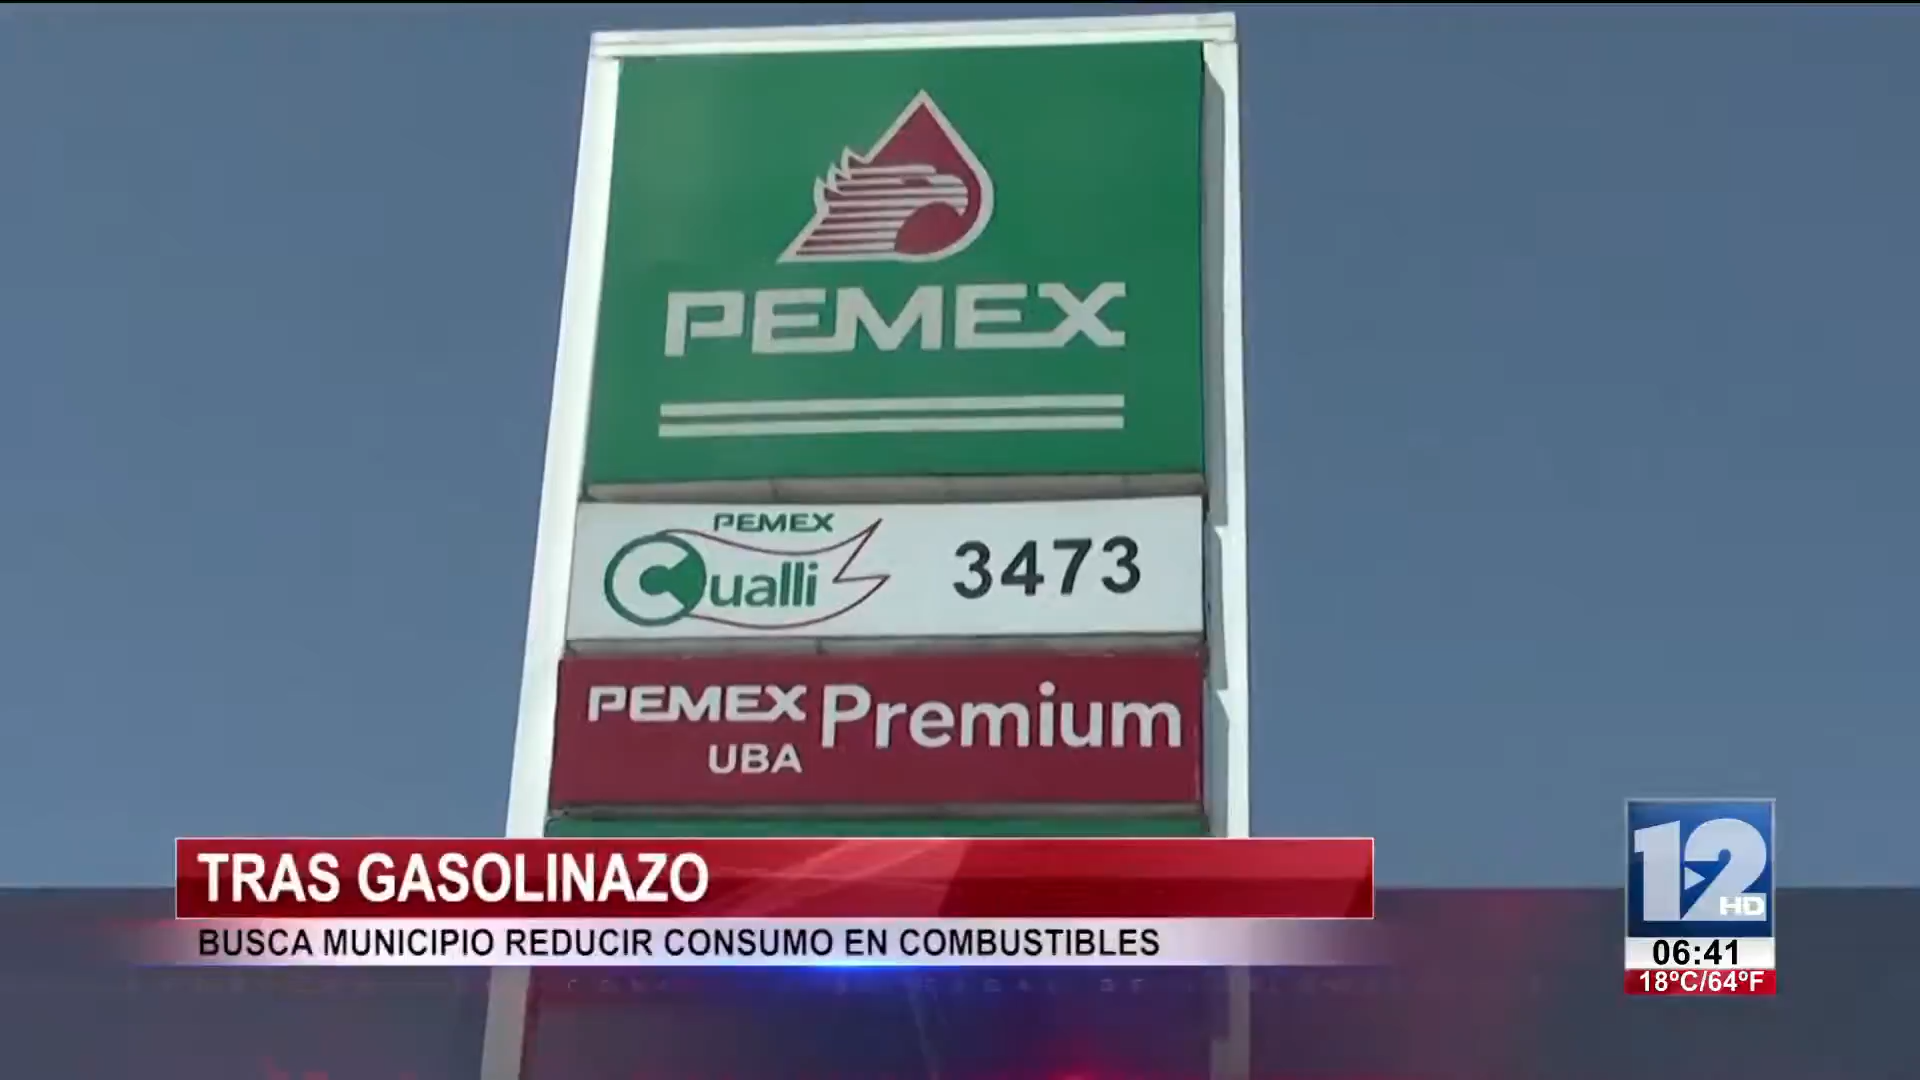 PEMEX
PEMEX
Cualli 3473
PEMEX Premium
UBA
TRAS GASOLINAZO
BUSCA MUNICIPIO REDUCIR CONSUMO EN COMBUSTIBLES
12
HD
06:41
18°C/64°F